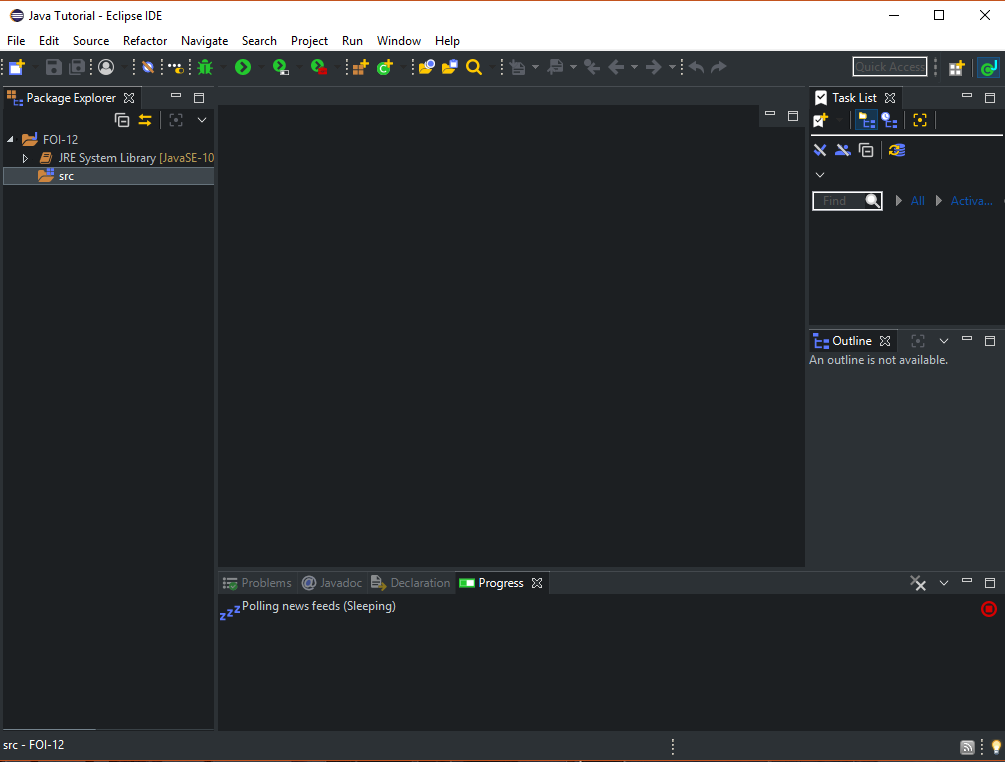 Java Tutorial - Eclipse IDE
File Edit Source Refactor Navigate Search Project Run Window Help
Quick Access
Package Explorer
Task List
FOI-12
JRE System Library [JavaSE-10
src
Find All Activa...
Outline
An outline is not available.
Problems @ Javadoc Declaration Progress
zzz Polling news feeds (Sleeping)
src - FOI-12